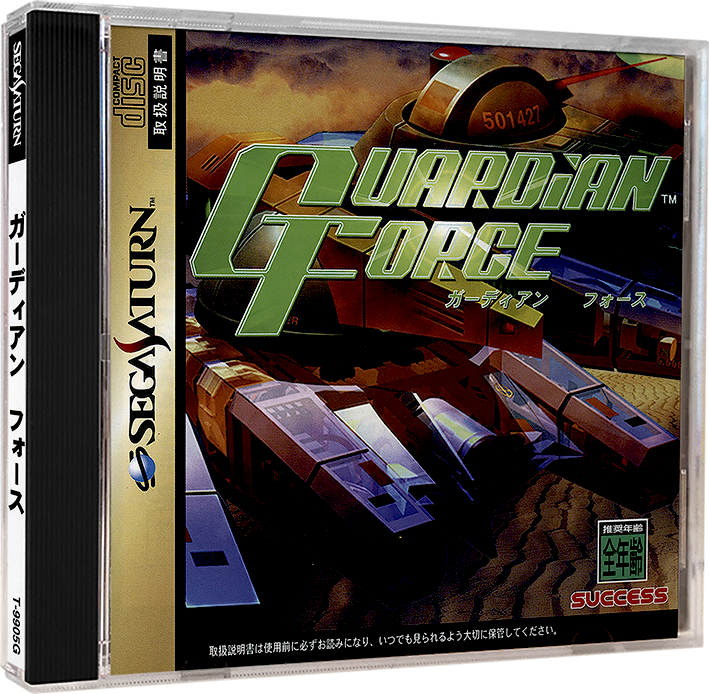 SEGA SATURN
ガーディアン フォース
T-9905G
COMPACT
disc
取扱説明書
SEGA SATURN™
501427
GUARDIAN™
FORCE
ガーディアン フォース
推奨年齢
全年齢
SUCCESS
取扱説明書は使用前に必ずお読みになり、いつでも見られるよう大切に保管してください。